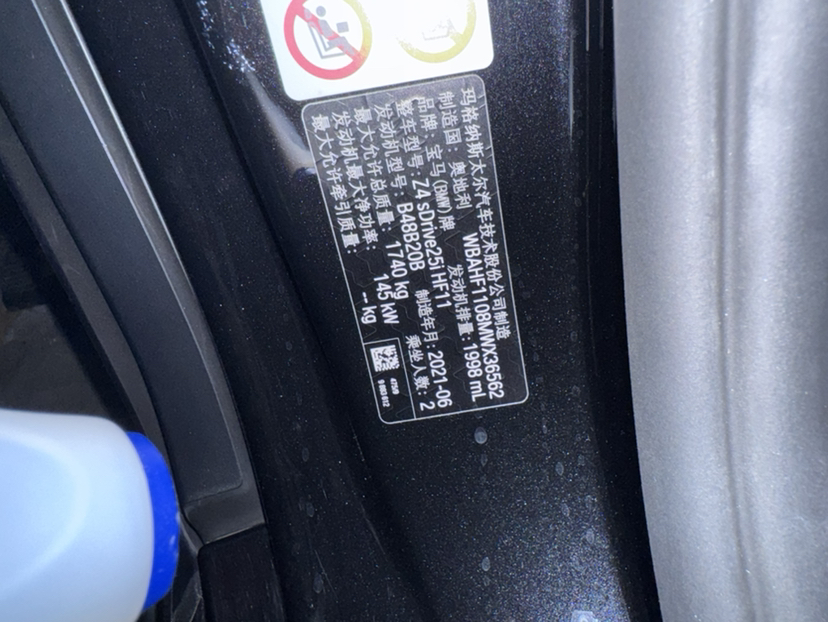 玛格纳斯太尔汽车技术股份公司制造
制造国：奥地利 WBAHF1108MWX36562
品牌：宝马(BMW)牌 发动机排量：1998 mL
整车型号：Z4 sDrive25i HF11 制造年月：2021-06
发动机型号：B48B20B 乘坐人数：2
最大允许总质量：1740 kg
发动机最大净功率：145 kW
最大允许牵引质量：-- kg